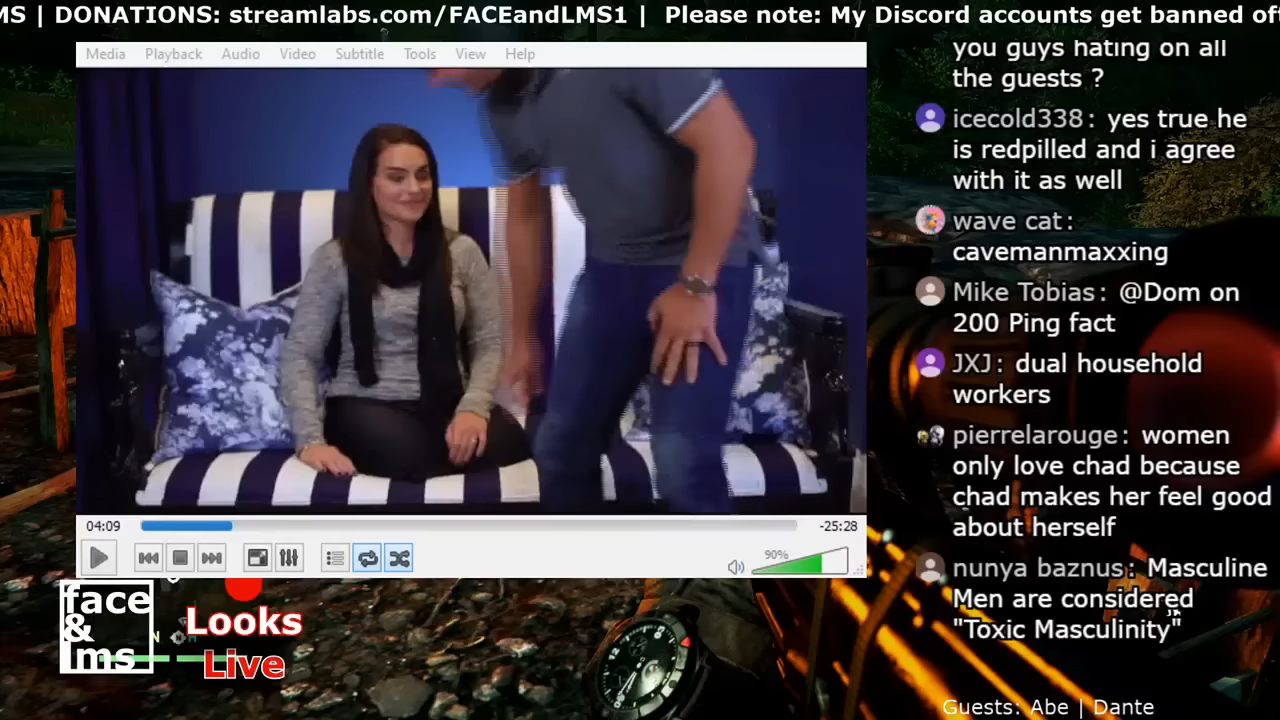 MS | DONATIONS: streamlabs.com/FACEandLMS1 | Please note: My Discord accounts get banned of
Media Playback Audio Video Subtitle Tools View Help
04:09
-25:28
90%
face
&
lms
Looks
Live
you guys hating on all
the guests ?
icecold338: yes true he
is redpilled and i agree
with it as well
wave cat:
cavemanmaxxing
Mike Tobias: @Dom on
200 Ping fact
JXJ: dual household
workers
pierrelarouge: women
only love chad because
chad makes her feel good
about herself
nunya baznus: Masculine
Men are considered
"Toxic Masculinity"
Guests: Abe | Dante